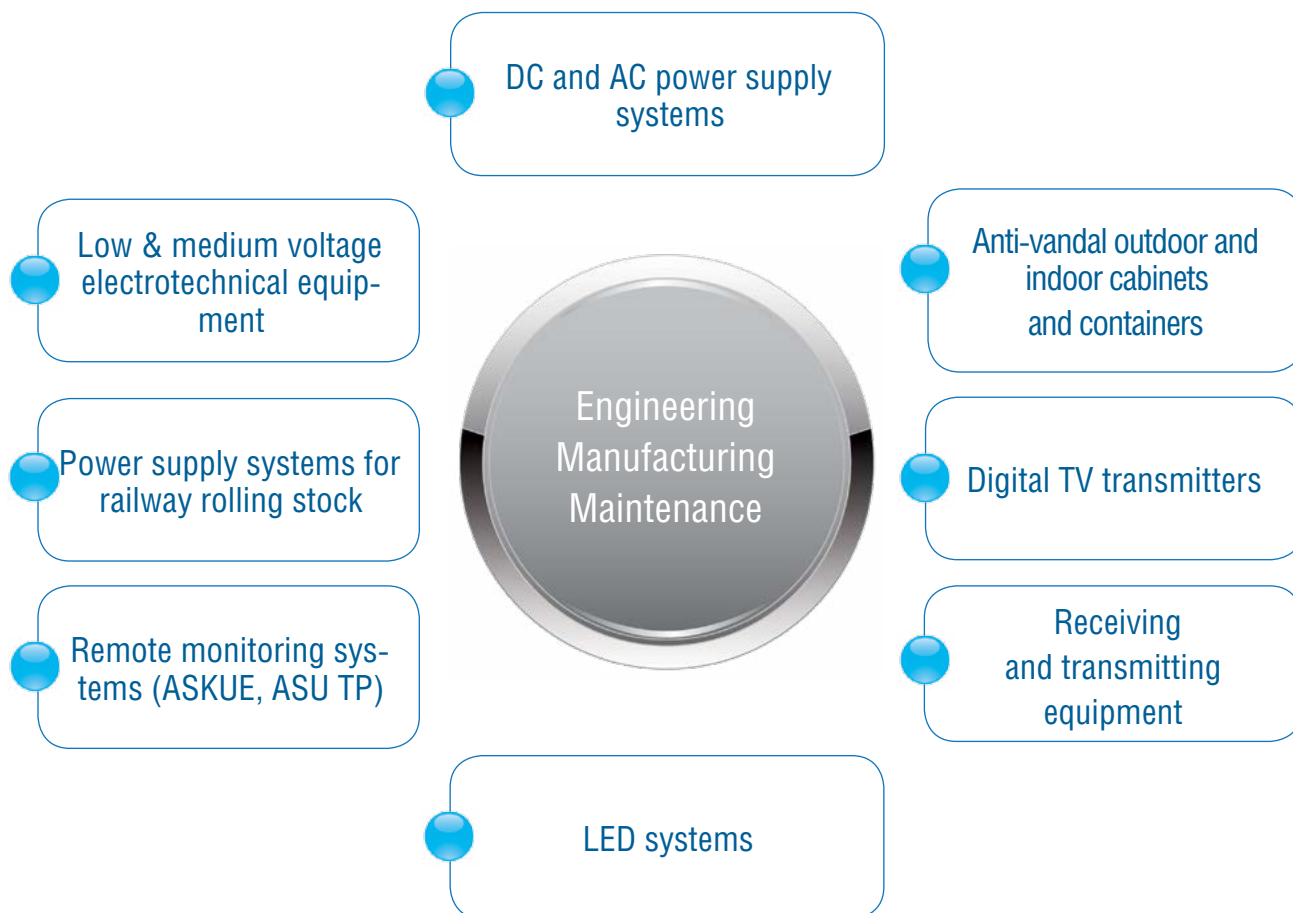 DC and AC power supply
systems
Low & medium voltage
electrotechnical equip-
ment
Anti-vandal outdoor and
indoor cabinets
and containers
Engineering
Manufacturing
Maintenance
Power supply systems for
railway rolling stock
Digital TV transmitters
Remote monitoring sys-
tems (ASKUE, ASU TP)
Receiving
and transmitting
equipment
LED systems